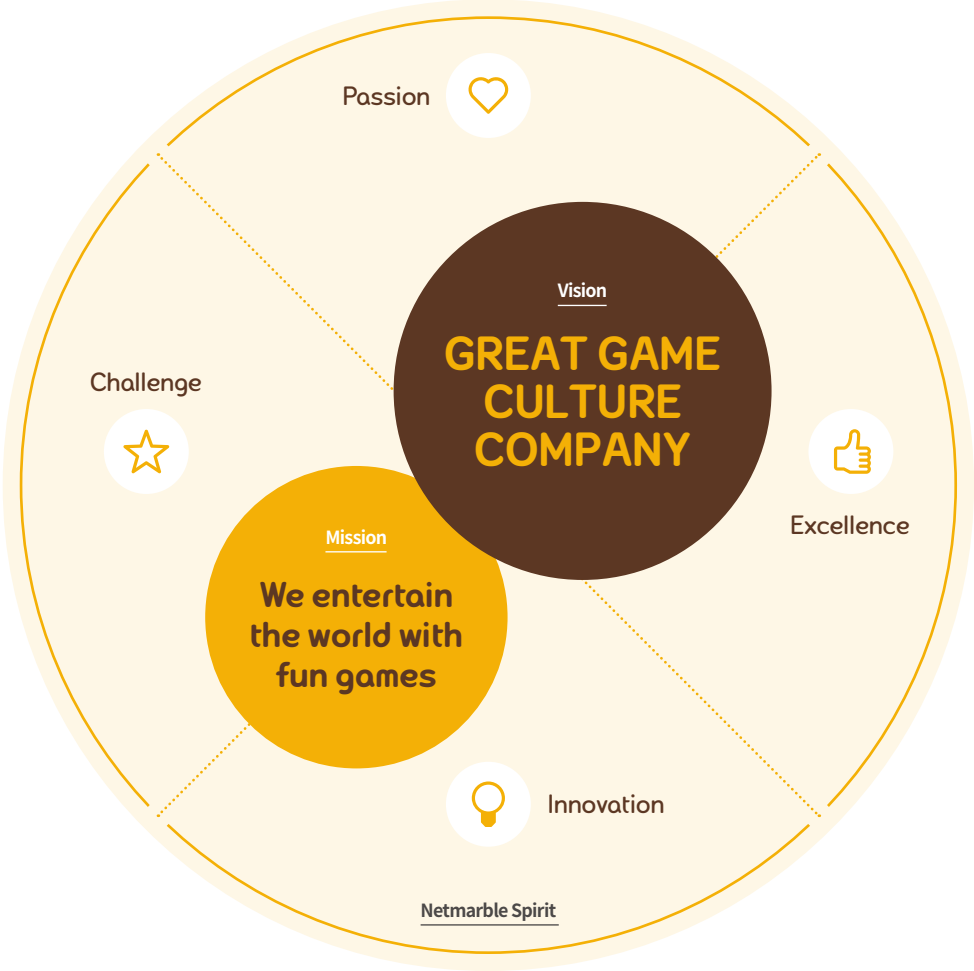 Passion
Vision
GREAT GAME
CULTURE
COMPANY
Challenge
Excellence
Mission
We entertain
the world with
fun games
Innovation
Netmarble Spirit